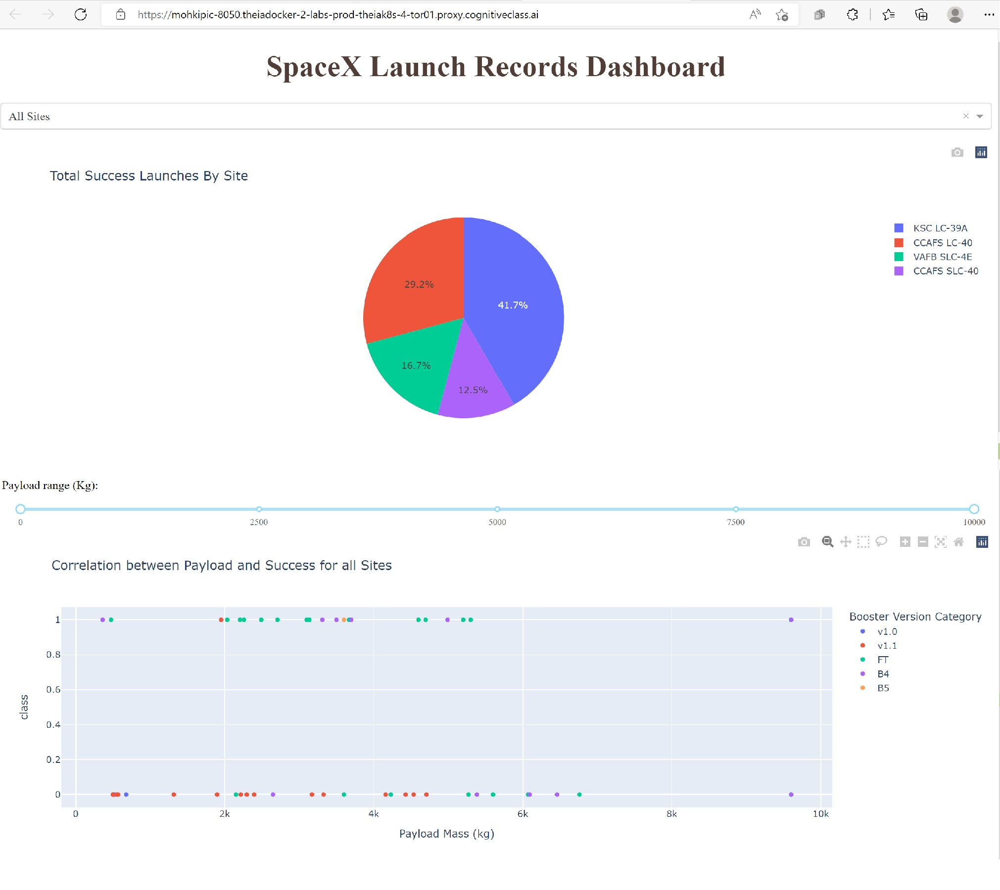 https://mohkipic-8050.theiadocker-2-labs-prod-theiak8s-4-tor01.proxy.cognitiveclass.ai
SpaceX Launch Records Dashboard
All Sites
Total Success Launches By Site
KSC LC-39A
CCAFS LC-40
VAFB SLC-4E
CCAFS SLC-40
29.2%
41.7%
16.7%
12.5%
Payload range (Kg):
0 2500 5000 7500 10000
Correlation between Payload and Success for all Sites
Booster Version Category
v1.0
v1.1
FT
B4
B5
class
1
0.8
0.6
0.4
0.2
0
0 2k 4k 6k 8k 10k
Payload Mass (kg)